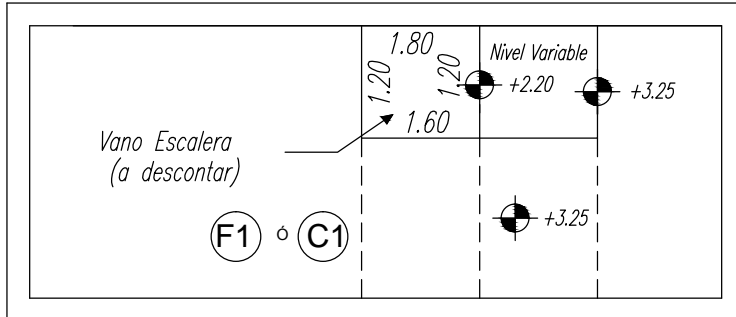 1.80
Nivel Variable
1.20
1.20
+2.20
+3.25
1.60
Vano Escalera
(a descontar)
F1 ó C1
+3.25